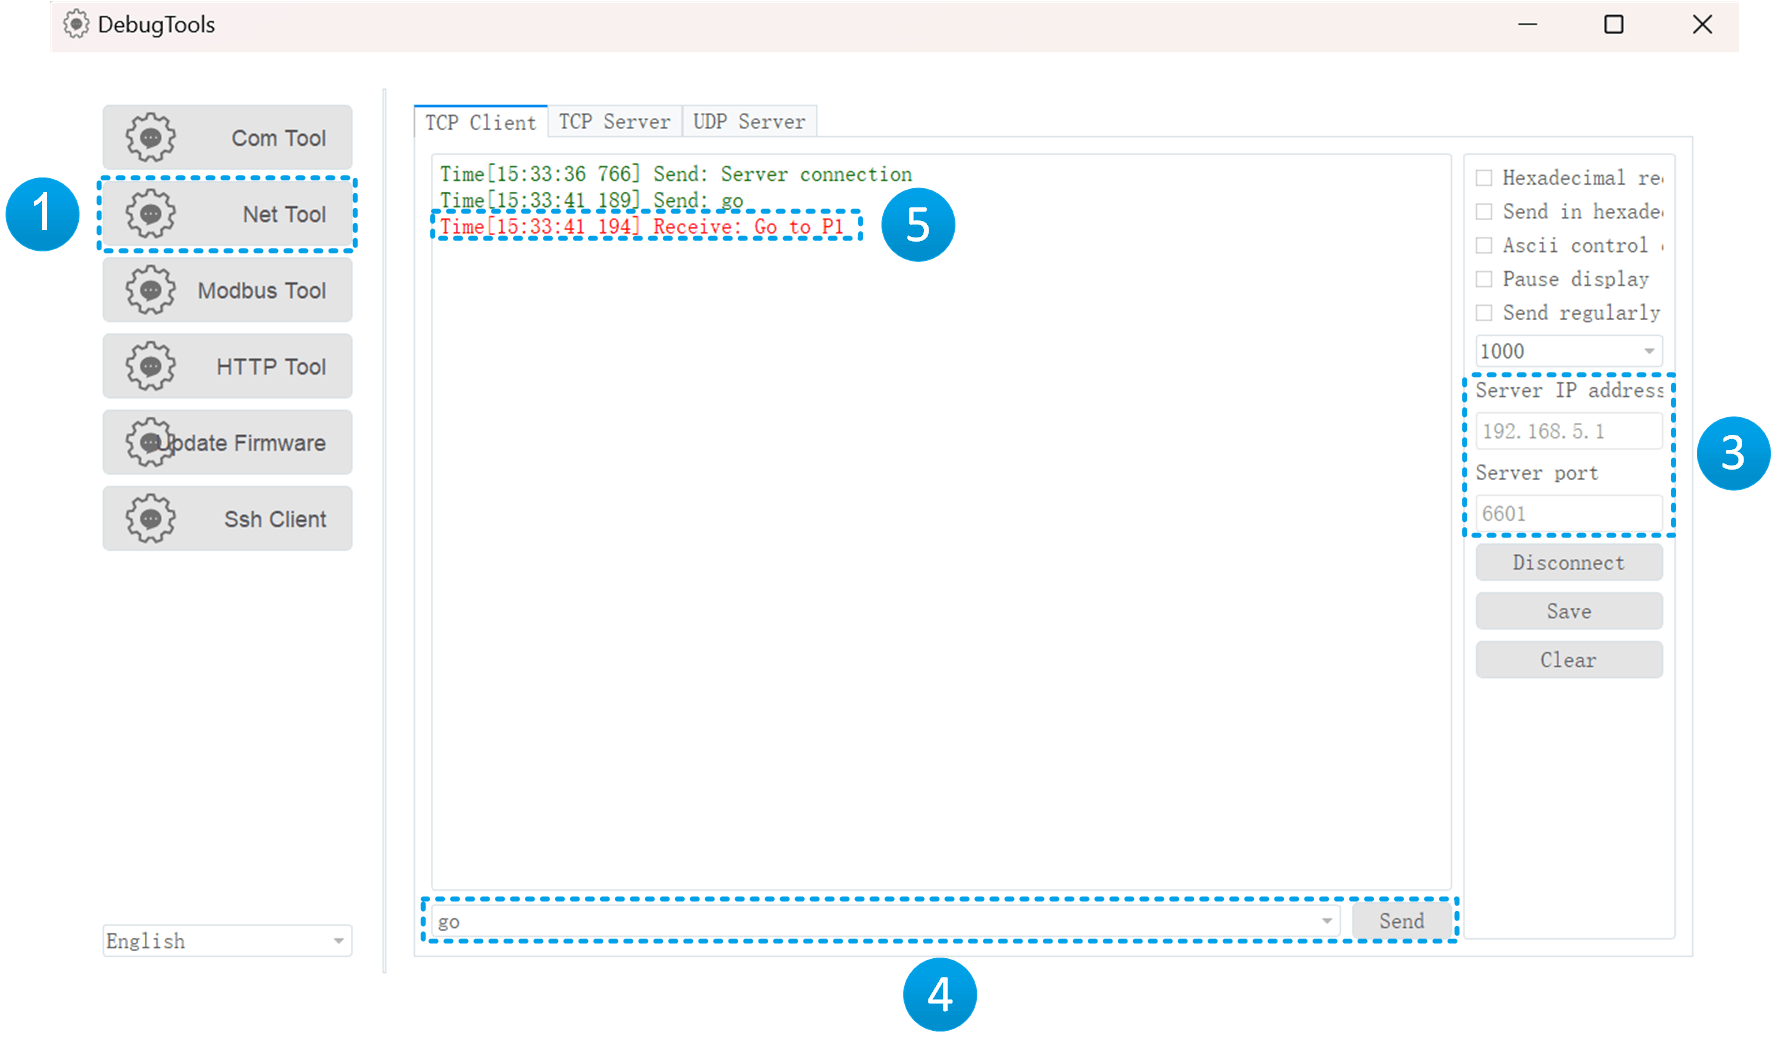 DebugTools
1
Com Tool
Net Tool
Modbus Tool
HTTP Tool
Update Firmware
Ssh Client
English
TCP Client
TCP Server
UDP Server
Time[15:33:36 766] Send: Server connection
Time[15:33:41 189] Send: go
Time[15:33:41 194] Receive: Go to P1
5
go
Send
4
Hexadecimal rec
Send in hexadec
Ascii control
Pause display
Send regularly
1000
Server IP address
192.168.5.1
Server port
6601
3
Disconnect
Save
Clear